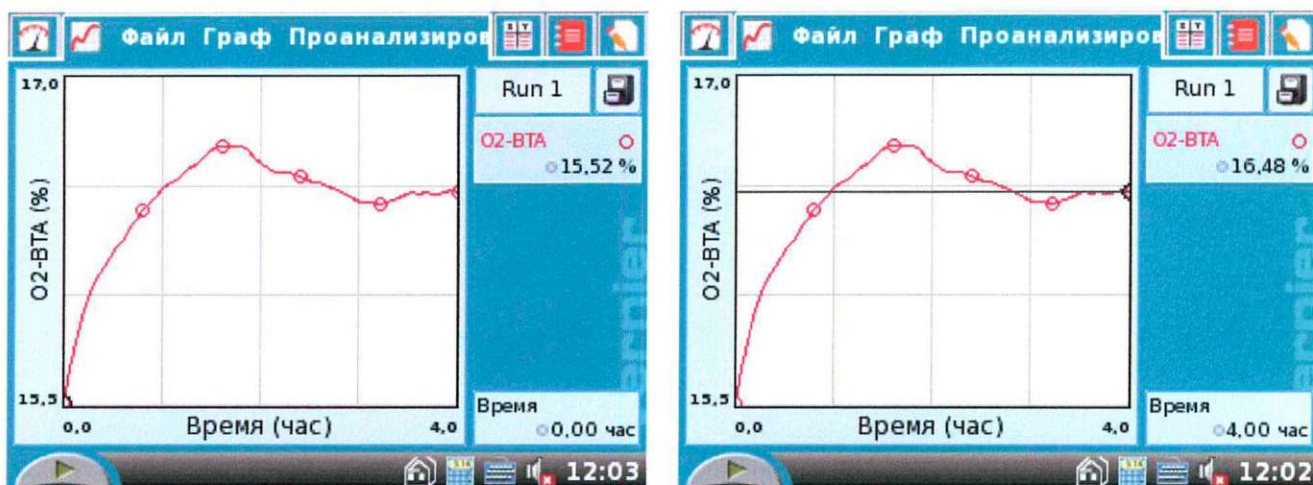 Файл Граф Проанализиров
17,0
Run 1
O2-BTA
15,52 %
O2-BTA (%)
15,5
0,0
Время (час)
4,0
Время
0,00 час
vernier
12:03
Файл Граф Проанализиров
17,0
Run 1
O2-BTA
16,48 %
O2-BTA (%)
15,5
0,0
Время (час)
4,0
Время
4,00 час
vernier
12:02